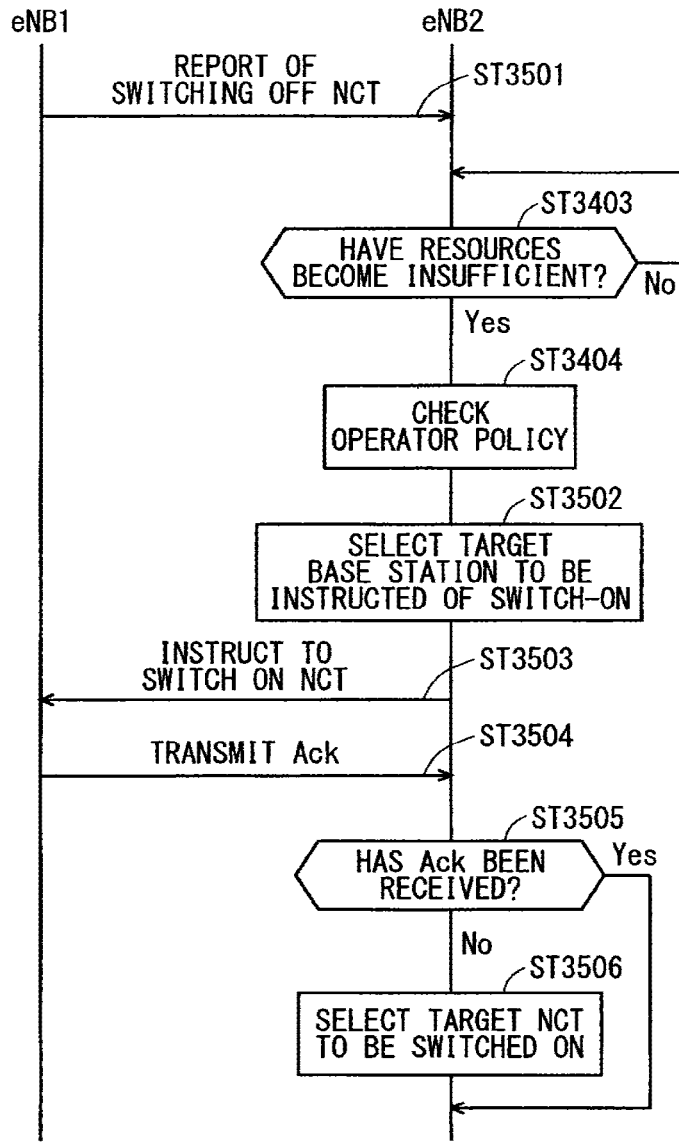 eNB1
eNB2
REPORT OF
SWITCHING OFF NCT
ST3501
ST3403
HAVE RESOURCES
BECOME INSUFFICIENT?
No
Yes
ST3404
CHECK
OPERATOR POLICY
ST3502
SELECT TARGET
BASE STATION TO BE
INSTRUCTED OF SWITCH-ON
INSTRUCT TO
SWITCH ON NCT
ST3503
TRANSMIT Ack
ST3504
ST3505
HAS Ack BEEN
RECEIVED?
Yes
No
ST3506
SELECT TARGET NCT
TO BE SWITCHED ON